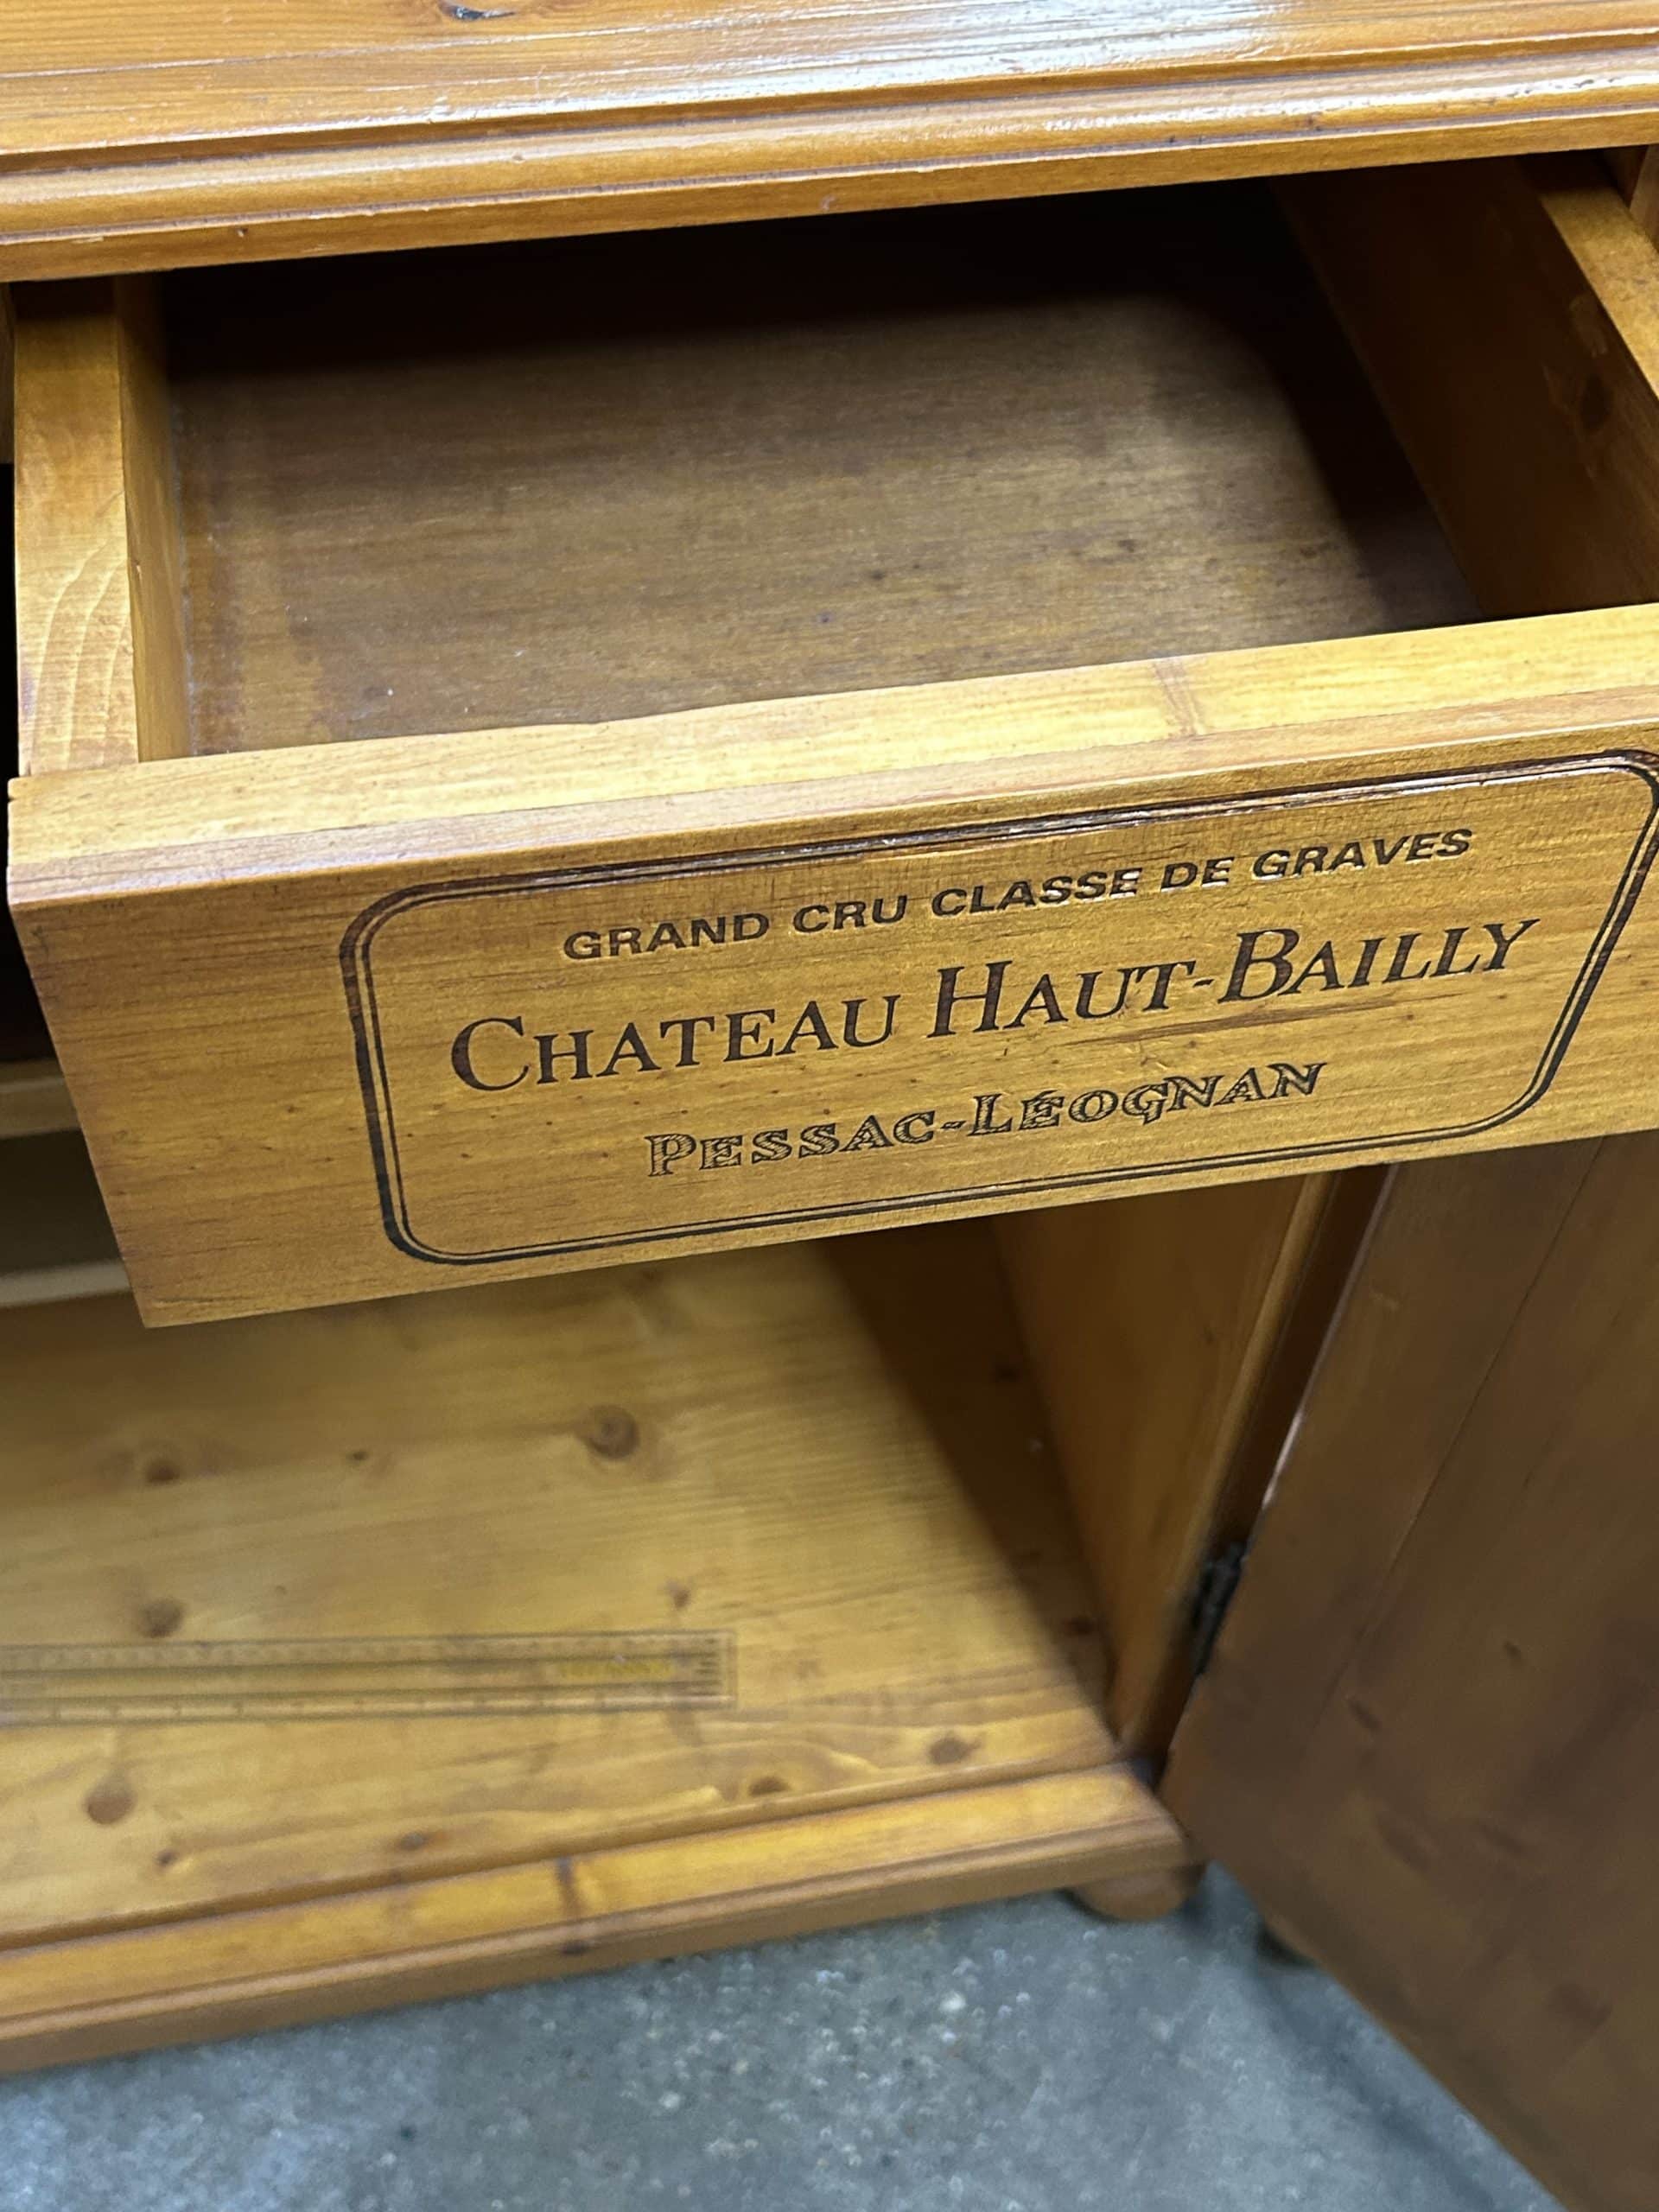 GRAND CRU CLASSE DE GRAVES
CHATEAU HAUT-BAILLY
PESSAC-LÉOGNAN